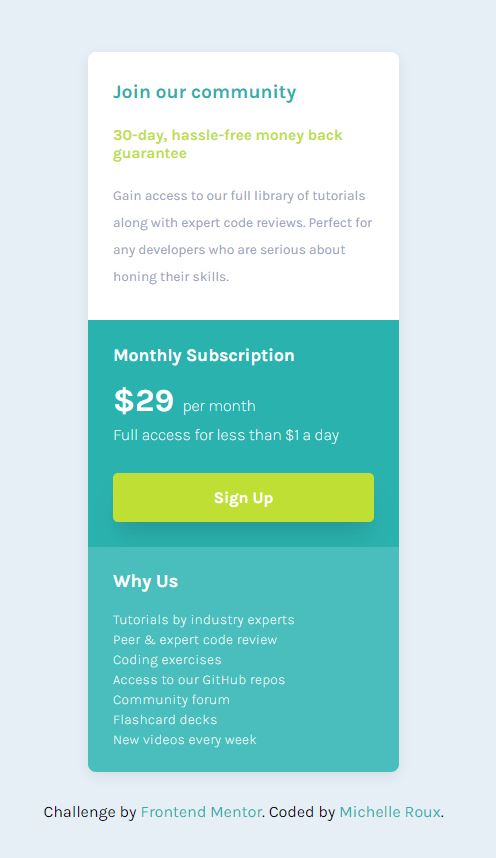 Join our community
30-day, hassle-free money back
guarantee
Gain access to our full library of tutorials
along with expert code reviews. Perfect for
any developers who are serious about
honing their skills.
Monthly Subscription
$29 per month
Full access for less than $1 a day
Sign Up
Why Us
Tutorials by industry experts
Peer & expert code review
Coding exercises
Access to our GitHub repos
Community forum
Flashcard decks
New videos every week
Challenge by Frontend Mentor. Coded by Michelle Roux.